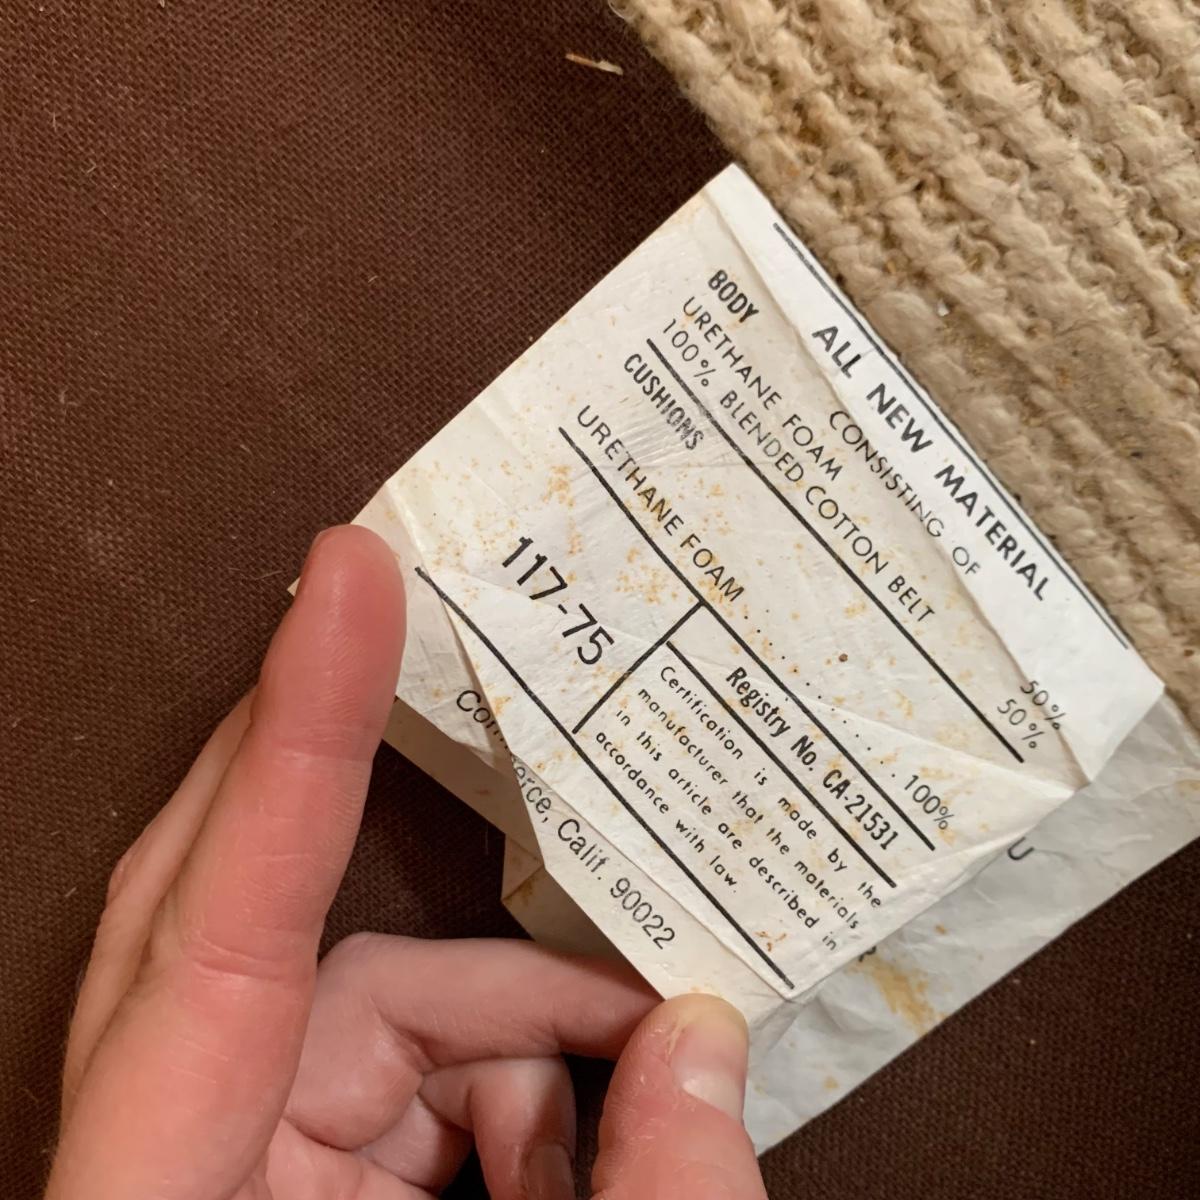 ALL NEW MATERIAL
CONSISTING OF
BODY
URETHANE FOAM 50%
100% BLENDED COTTON BELT 50%
CUSHIONS
URETHANE FOAM . . . . . . . . . . 100%
117-75
Registry No. CA-21531
Certification is made by the
manufacturer that the materials
in this article are described in
accordance with law.
Commerce, Calif. 90022